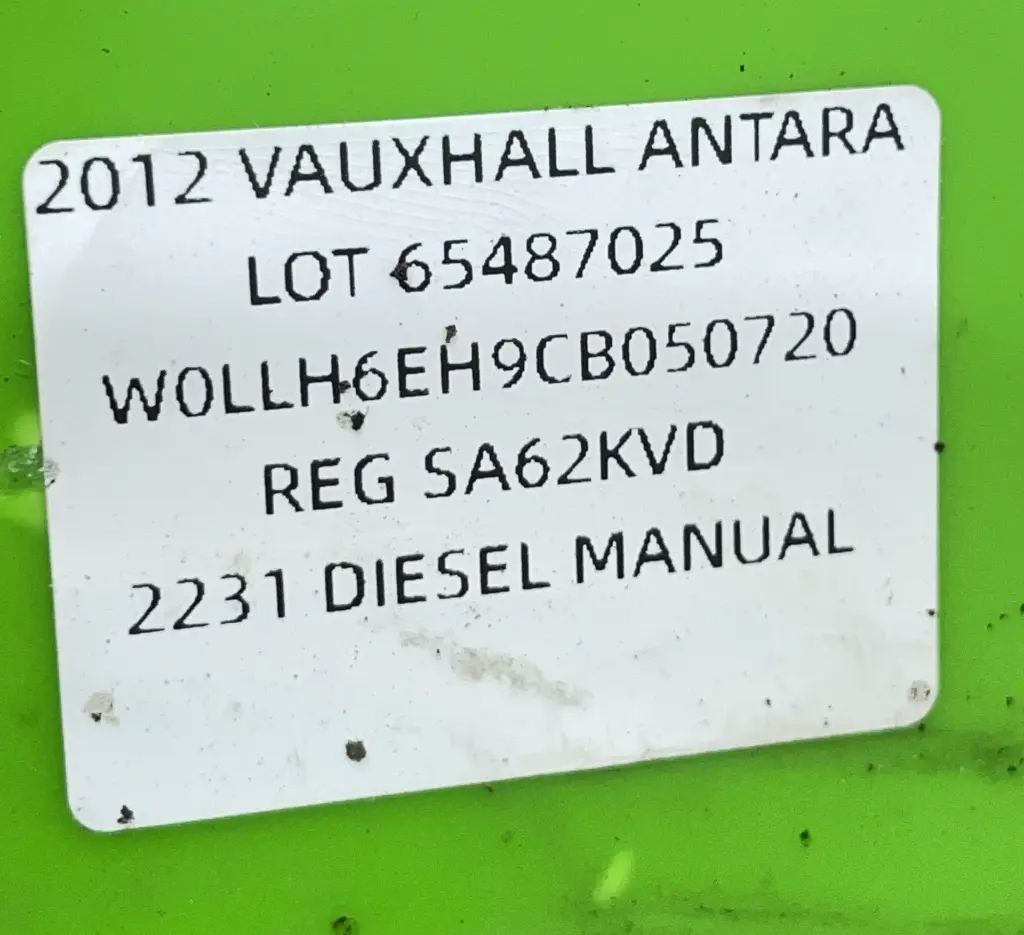 2012 VAUXHALL ANTARA
LOT 65487025
W0LLH6EH9CB050720
REG SA62KVD
2231 DIESEL MANUAL